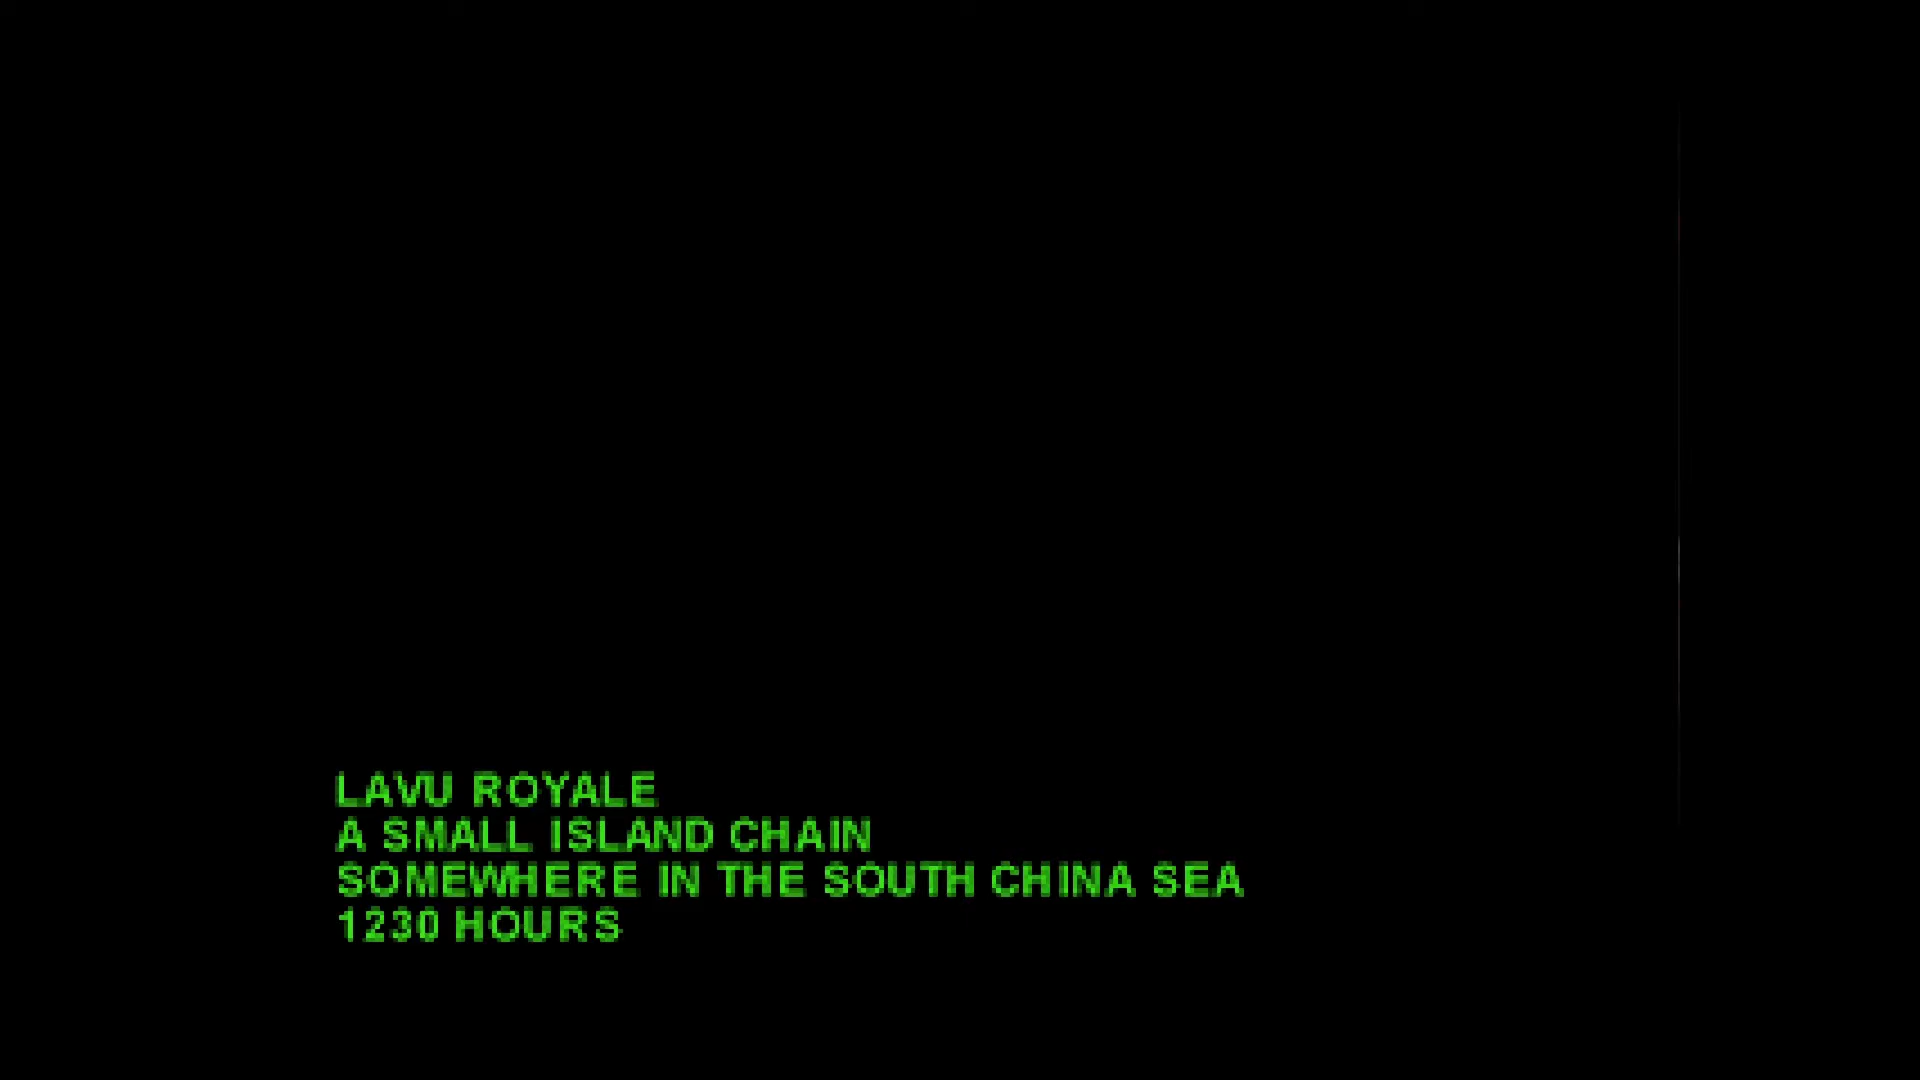 LAVU ROYALE
A SMALL ISLAND CHAIN
SOMEWHERE IN THE SOUTH CHINA SEA
1230 HOURS